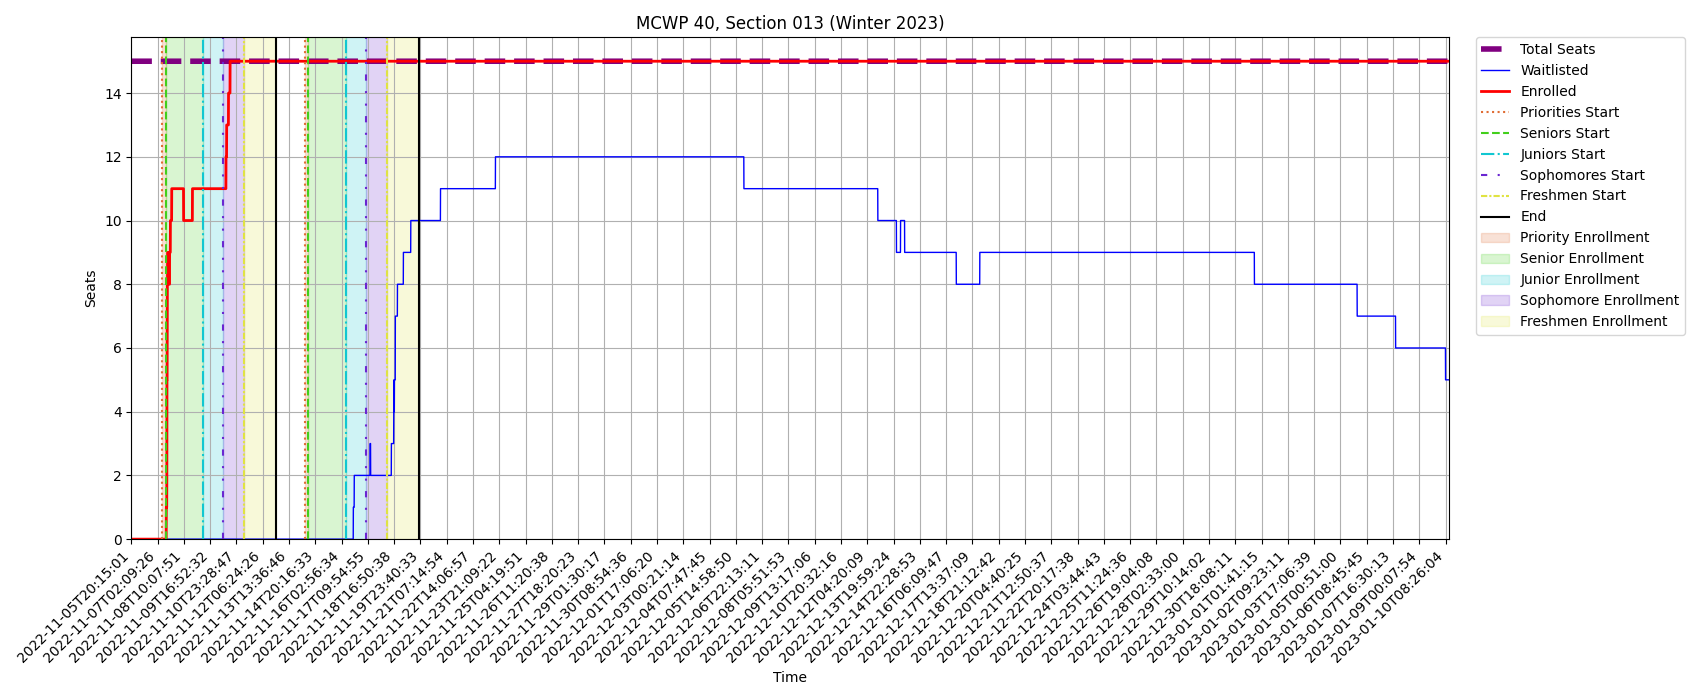 MCWP 40, Section 013 (Winter 2023)
Seats
14
12
10
8
6
4
2
0
2022-11-05T20:15:01
2022-11-07T02:09:26
2022-11-08T10:07:51
2022-11-09T16:52:32
2022-11-10T23:28:47
2022-11-12T06:24:26
2022-11-13T13:36:46
2022-11-14T20:16:33
2022-11-16T02:56:34
2022-11-17T09:54:55
2022-11-18T16:50:38
2022-11-19T23:40:33
2022-11-21T07:14:54
2022-11-22T14:06:57
2022-11-23T21:09:22
2022-11-25T04:19:51
2022-11-26T11:20:38
2022-11-27T18:20:23
2022-11-29T01:30:17
2022-11-30T08:54:36
2022-12-01T17:06:20
2022-12-03T00:21:14
2022-12-04T07:47:45
2022-12-05T14:58:50
2022-12-06T22:13:11
2022-12-08T05:51:53
2022-12-09T13:17:06
2022-12-10T20:32:16
2022-12-12T04:20:09
2022-12-13T19:59:24
2022-12-14T22:28:53
2022-12-16T06:09:47
2022-12-17T13:37:09
2022-12-18T21:12:42
2022-12-20T04:40:25
2022-12-21T12:50:37
2022-12-22T20:17:38
2022-12-24T03:44:43
2022-12-25T11:24:36
2022-12-26T19:04:08
2022-12-28T02:33:00
2022-12-29T10:14:02
2022-12-30T18:08:11
2023-01-01T01:41:15
2023-01-02T09:23:11
2023-01-03T17:06:39
2023-01-05T00:51:00
2023-01-06T08:45:45
2023-01-07T16:30:13
2023-01-09T00:07:54
2023-01-10T08:26:04
Time
Total Seats
Waitlisted
Enrolled
Priorities Start
Seniors Start
Juniors Start
Sophomores Start
Freshmen Start
End
Priority Enrollment
Senior Enrollment
Junior Enrollment
Sophomore Enrollment
Freshmen Enrollment